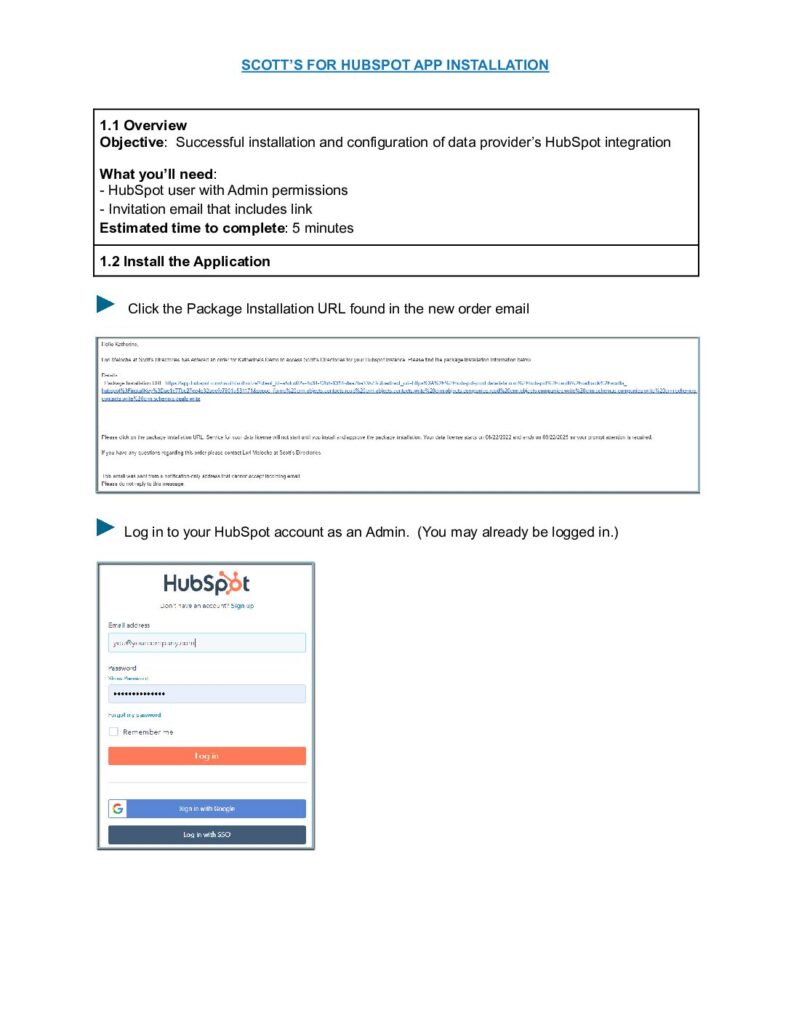 SCOTT'S FOR HUBSPOT APP INSTALLATION
1.1 Overview
Objective: Successful installation and configuration of data provider's HubSpot integration
What you'll need:
- HubSpot user with Admin permissions
- Invitation email that includes link
Estimated time to complete: 5 minutes
1.2 Install the Application
Click the Package Installation URL found in the new order email
Hello Katherine,
Lori Meloche at Scott's Directories has entered an order for Katherine's Demo to access Scott's Directories for your Hubspot instance. Please find the package installation information below.
Details
Package Installation URL
Please click on the package installation URL. Service for your data license will not start until you install and approve the package installation. Your data license starts on 08/22/2022 and ends on 08/22/2025 so your prompt attention is required.
If you have any questions regarding this order please contact Lori Meloche at Scott's Directories.
This email was sent from a notification-only address that cannot accept incoming email.
Please do not reply to this message.
Log in to your HubSpot account as an Admin. (You may already be logged in.)
HubSpot
Don't have an account? Sign up
Email address
you@yourcompany.com
Password
Show Password
Forgot my password
Remember me
Log in
G Sign in with Google
Log in with SSO